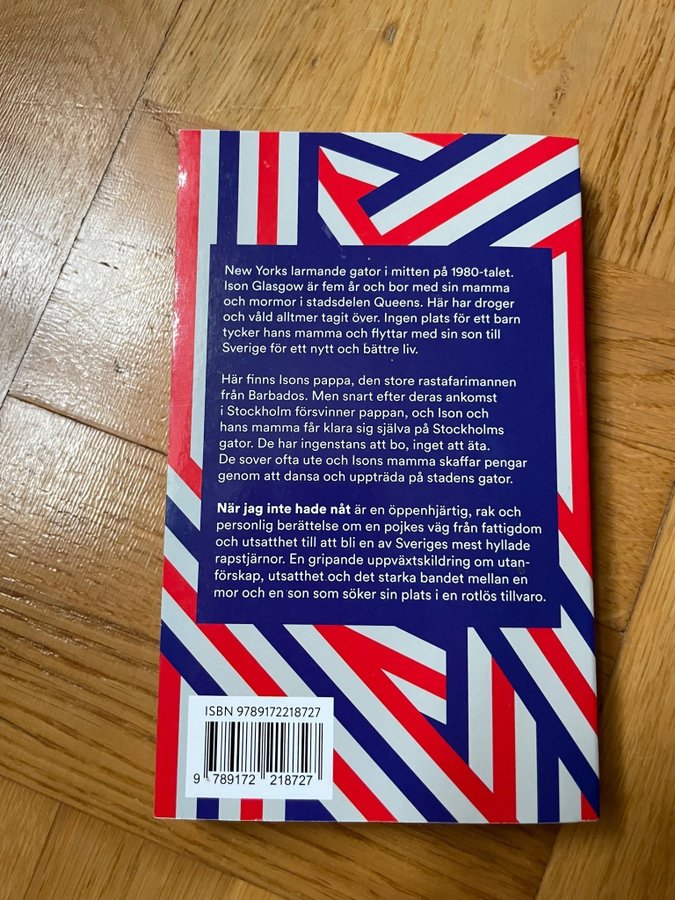 New Yorks larmande gator i mitten på 1980-talet.
Ison Glasgow är fem år och bor med sin mamma
och mormor i stadsdelen Queens. Här har droger
och våld alltmer tagit över. Ingen plats för ett barn
tycker hans mamma och flyttar med sin son till
Sverige för ett nytt och bättre liv.
Här finns Isons pappa, den store rastafarimannen
från Barbados. Men snart efter deras ankomst
i Stockholm försvinner pappan, och Ison och
hans mamma får klara sig själva på Stockholms
gator. De har ingenstans att bo, inget att äta.
De sover ofta ute och Isons mamma skaffar pengar
genom att dansa och uppträda på stadens gator.
När jag inte hade nåt är en öppenhjärtig, rak och
personlig berättelse om en pojkes väg från fattigdom
och utsatthet till att bli en av Sveriges mest hyllade
rapstjärnor. En gripande uppväxtskildring om utan-
förskap, utsatthet och det starka bandet mellan en
mor och en son som söker sin plats i en rotlös tillvaro.
ISBN 9789172218727
9 789172 218727